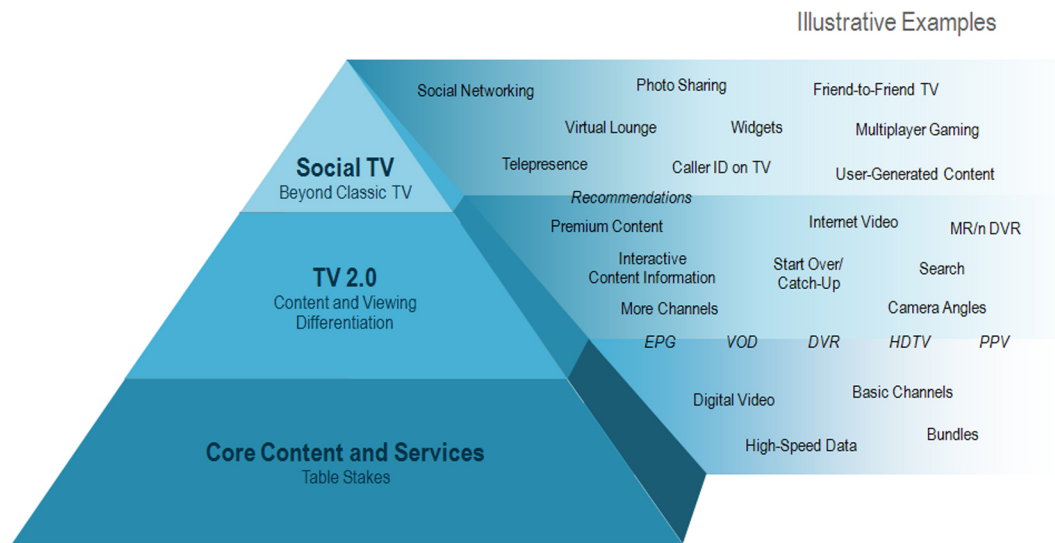 Illustrative Examples
Social TV
Beyond Classic TV
TV 2.0
Content and Viewing
Differentiation
Core Content and Services
Table Stakes
Social Networking
Photo Sharing
Friend-to-Friend TV
Virtual Lounge
Widgets
Multiplayer Gaming
Telepresence
Caller ID on TV
User-Generated Content
Recommendations
Premium Content
Internet Video
MR/n DVR
Interactive
Content Information
Start Over/
Catch-Up
Search
More Channels
Camera Angles
EPG
VOD
DVR
HDTV
PPV
Digital Video
Basic Channels
High-Speed Data
Bundles